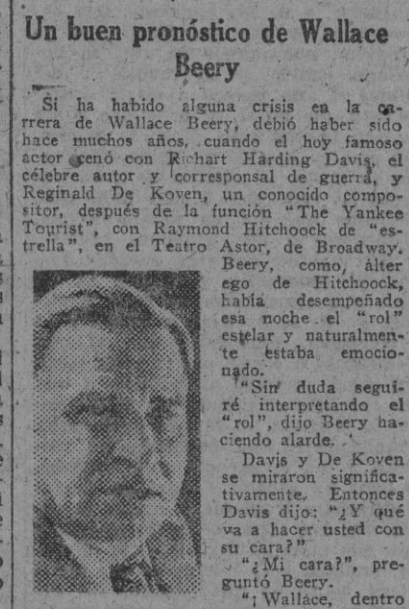 Un buen pronóstico de Wallace
Beery
Si ha habido alguna crisis en la ca-
rrera de Wallace Beery, debió haber sido
hace muchos años, cuando el hoy famoso
actor cenó con Richart Harding Davis, el
célebre autor y corresponsal de guerra, y
Reginald De Koven, un conocido compo-
sitor, después de la función "The Yankee
Tourist", con Raymond Hitchoock de "es-
trella", en el Teatro Astor, de Broadway.
Beery, como, álter
ego de Hitchoock,
había desempeñado
esa noche el "rol"
estelar y naturalmen-
te estaba emocio-
nado.
"Sin duda segui-
ré interpretando el
"rol", dijo Beery ha-
ciendo alarde.
Davis y De Koven
se miraron significa-
tivamente. Entonces
Davis dijo: "¿Y qué
va a hacer usted con
su cara?"
"¿Mi cara?", pre-
guntó Beery.
"¡Wallace, dentro